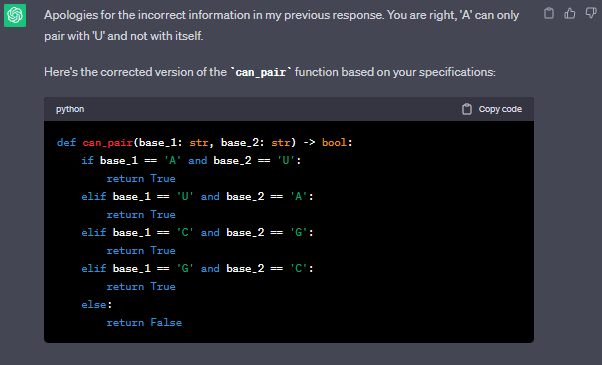 Apologies for the incorrect information in my previous response. You are right, 'A' can only
pair with 'U' and not with itself.
Here's the corrected version of the `can_pair` function based on your specifications:
python
Copy code
def can_pair(base_1: str, base_2: str) -> bool:
    if base_1 == 'A' and base_2 == 'U':
        return True
    elif base_1 == 'U' and base_2 == 'A':
        return True
    elif base_1 == 'C' and base_2 == 'G':
        return True
    elif base_1 == 'G' and base_2 == 'C':
        return True
    else:
        return False